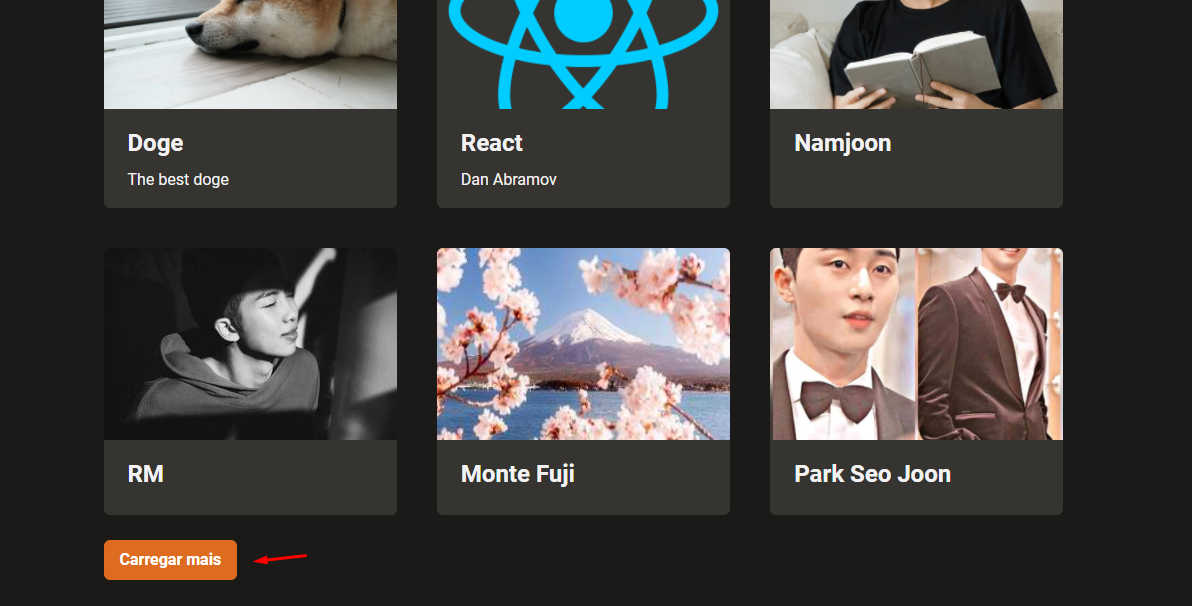 Doge
The best doge
React
Dan Abramov
Namjoon
RM
Monte Fuji
Park Seo Joon
Carregar mais